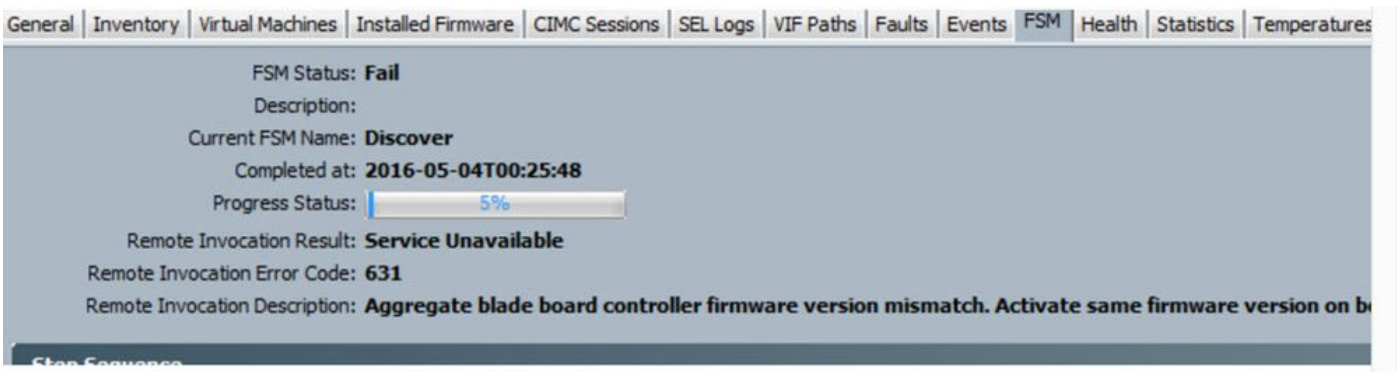 General Inventory Virtual Machines Installed Firmware CIMC Sessions SEL Logs VIF Paths Faults Events FSM Health Statistics Temperatures
FSM Status: Fail
Description:
Current FSM Name: Discover
Completed at: 2016-05-04T00:25:48
Progress Status: 5%
Remote Invocation Result: Service Unavailable
Remote Invocation Error Code: 631
Remote Invocation Description: Aggregate blade board controller firmware version mismatch. Activate same firmware version on
Step Sequence